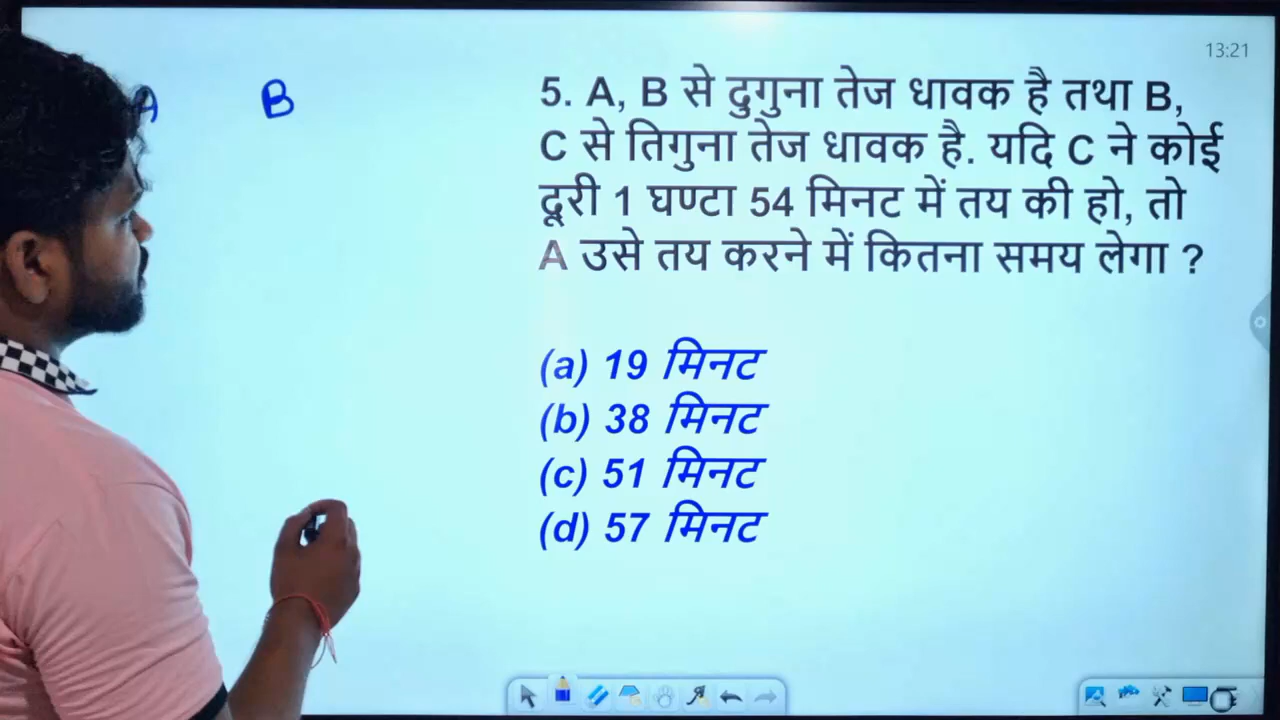 13:21
A B
5. A, B से दुगुना तेज धावक है तथा B,
C से तिगुना तेज धावक है. यदि C ने कोई
दूरी 1 घण्टा 54 मिनट में तय की हो, तो
A उसे तय करने में कितना समय लेगा ?
(a) 19 मिनट
(b) 38 मिनट
(c) 51 मिनट
(d) 57 मिनट